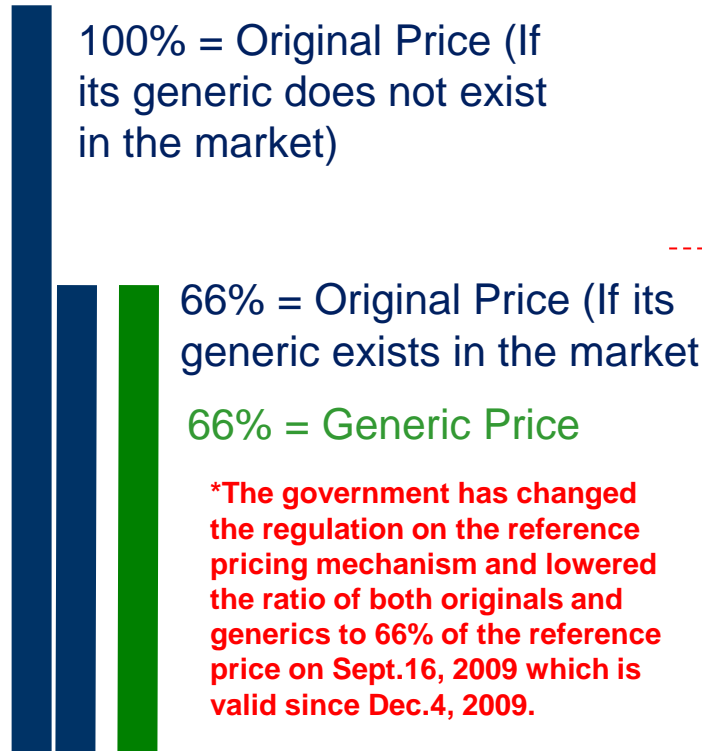 100% = Original Price (If
its generic does not exist
in the market)
66% = Original Price (If its
generic exists in the market
66% = Generic Price
*The government has changed
the regulation on the reference
pricing mechanism and lowered
the ratio of both originals and
generics to 66% of the reference
price on Sept.16, 2009 which is
valid since Dec.4, 2009.